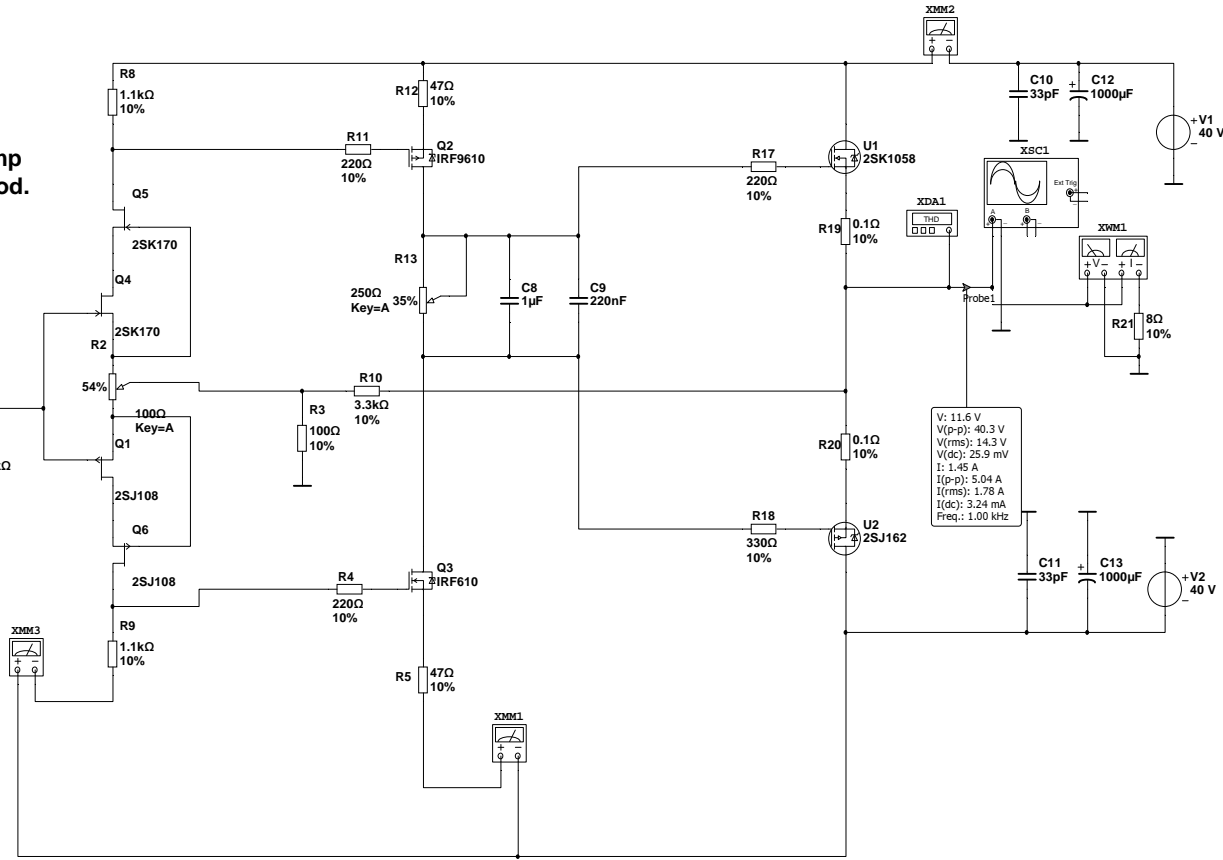 mp
od.
R8
1.1kΩ
10%
R12
47Ω
10%
R11
220Ω
10%
Q2
IRF9610
Q5
2SK170
Q4
2SK170
R2
54%
100Ω
Key=A
Q1
2SJ108
Q6
2SJ108
Ω
R9
1.1kΩ
10%
XMM3
+ −
R4
220Ω
10%
Q3
IRF610
R5
47Ω
10%
XMM1
+ −
R13
250Ω
Key=A
35%
C8
1µF
C9
220nF
R10
3.3kΩ
10%
R3
100Ω
10%
R17
220Ω
10%
U1
2SK1058
R19
0.1Ω
10%
R20
0.1Ω
10%
R18
330Ω
10%
U2
2SJ162
XMM2
+ −
C10
33pF
C12
1000µF
+
V1
40 V
+
−
XSC1
Ext Trig
+
−
A
B
+ − + −
XDA1
THD
XWM1
V I
+ − + −
Probe1
R21
8Ω
10%
V: 11.6 V
V(p-p): 40.3 V
V(rms): 14.3 V
V(dc): 25.9 mV
I: 1.45 A
I(p-p): 5.04 A
I(rms): 1.78 A
I(dc): 3.24 mA
Freq.: 1.00 kHz
C11
33pF
C13
1000µF
+
V2
40 V
+
−